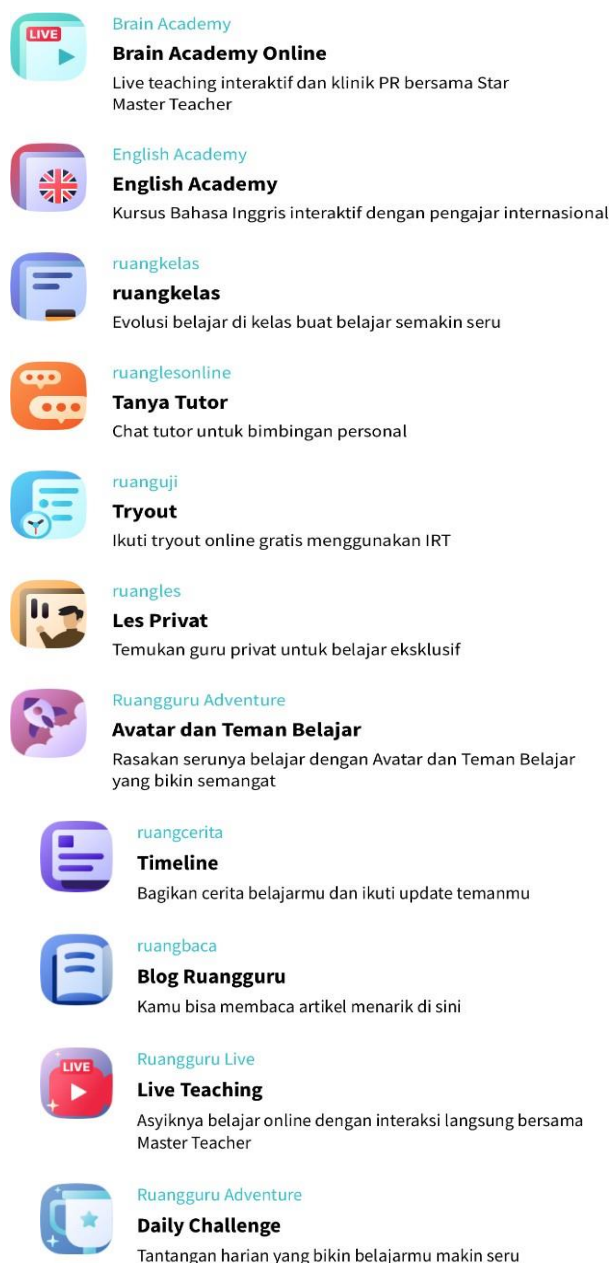 LIVE
Brain Academy
Brain Academy Online
Live teaching interaktif dan klinik PR bersama Star
Master Teacher
English Academy
English Academy
Kursus Bahasa Inggris interaktif dengan pengajar internasional
ruangkelas
ruangkelas
Evolusi belajar di kelas buat belajar semakin seru
ruanglesonline
Tanya Tutor
Chat tutor untuk bimbingan personal
ruanguji
Tryout
Ikuti tryout online gratis menggunakan IRT
ruangles
Les Privat
Temukan guru privat untuk belajar eksklusif
Ruangguru Adventure
Avatar dan Teman Belajar
Rasakan serunya belajar dengan Avatar dan Teman Belajar
yang bikin semangat
ruangcerita
Timeline
Bagikan cerita belajarmu dan ikuti update temanmu
ruangbaca
Blog Ruangguru
Kamu bisa membaca artikel menarik di sini
LIVE
Ruangguru Live
Live Teaching
Asyiknya belajar online dengan interaksi langsung bersama
Master Teacher
Ruangguru Adventure
Daily Challenge
Tantangan harian yang bikin belajarmu makin seru